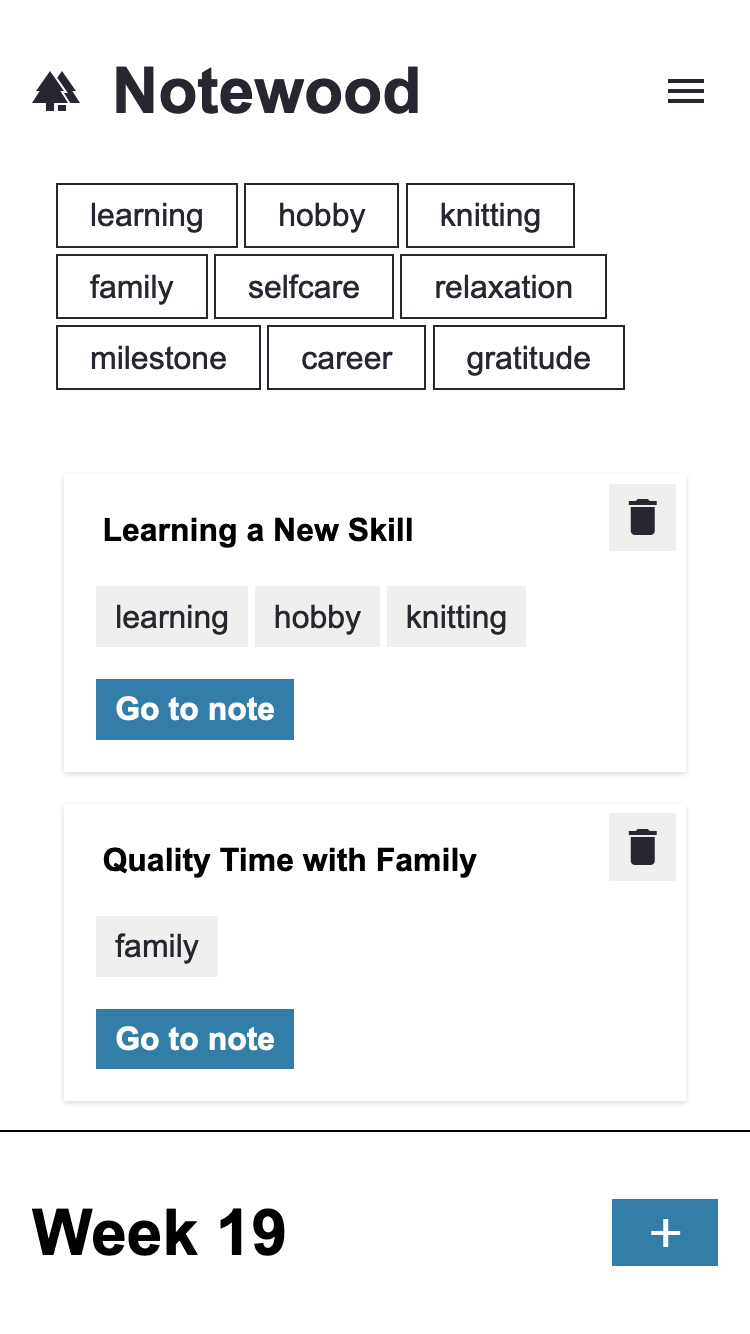 Notewood
learning hobby knitting
family selfcare relaxation
milestone career gratitude
Learning a New Skill
learning hobby knitting
Go to note
Quality Time with Family
family
Go to note
Week 19 +